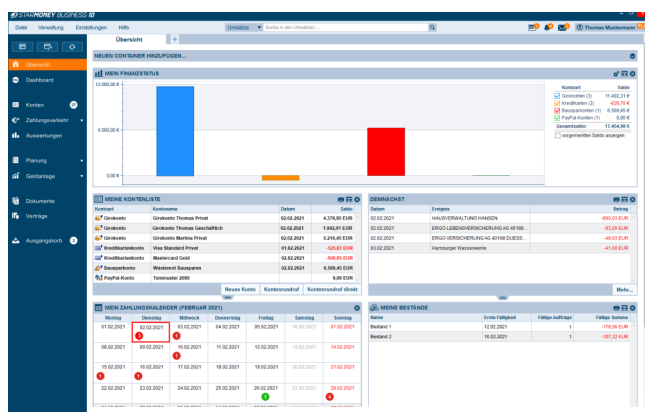 STARMONEY BUSINESS 10
Datei Verwaltung Einstellungen Hilfe Umsätze Suche in den Umsätzen... Thomas Mustermann
Übersicht +
NEUEN CONTAINER HINZUFÜGEN...
Übersicht
Dashboard
Konten
Zahlungsverkehr
Auswertungen
Planung
Geldanlage
Dokumente
Verträge
Ausgangskorb
MEIN FINANZSTATUS
12.000,00 €
6.000,00 €
0,00 €
Kontoart Saldo
Girokonten (3) 11.492,31 €
Kreditkarten (2) -626,70 €
Bausparkonten (1) 6.589,45 €
PayPal-Konten (1) 0,00 €
Gesamtsaldo 17.454,96 €
vorgemerkten Saldo anzeigen
MEINE KONTENLISTE
Kontoart Kontoname Datum Saldo
Girokonto Girokonto Thomas Privat 02.02.2021 4.378,95 EUR
Girokonto Girokonto Thomas Geschäftlich 02.02.2021 1.902,91 EUR
Girokonto Girokonto Martina Privat 02.02.2021 5.210,45 EUR
Kreditkartenkonto Visa Standard Privat 01.02.2021 -125,85 EUR
Kreditkartenkonto Mastercard Gold 02.02.2021 EUR
Bausparkonto Wüstenrot Bausparen 02.02.2021 6.589,45 EUR
PayPal-Konto Tommaster 2000 0,00 EUR
Neues Konto Kontenrundruf Kontenrundruf direkt
DEMNÄCHST
Datum Ereignis Betrag
02.02.2021 HAUSVERWALTUNG HANSEN EUR
02.02.2021 ERGO LEBENSVERSICHERUNG AG 40198... EUR
02.02.2021 ERGO VERSICHERUNG AG 40198 DUESS... EUR
03.02.2021 Hamburger Wasserwerke -41,00 EUR
Mehr...
MEIN ZAHLUNGSKALENDER (FEBRUAR 2021)
Montag Dienstag Mittwoch Donnerstag Freitag Samstag Sonntag
01.02.2021 02.02.2021 03.02.2021 04.02.2021 05.02.2021 06.02.2021 07.02.2021
3 1
08.02.2021 09.02.2021 10.02.2021 11.02.2021 12.02.2021 13.02.2021 14.02.2021
1
15.02.2021 16.02.2021 17.02.2021 18.02.2021 19.02.2021 20.02.2021 21.02.2021
1 1
22.02.2021 23.02.2021 24.02.2021 25.02.2021 26.02.2021 27.02.2021 28.02.2021
1 4
MEINE BESTÄNDE
Name Erste Fälligkeit Fällige Aufträge Fällige Summe
Bestand 1 12.02.2021 1 -178,56 EUR
Bestand 2 16.02.2021 1 -107,32 EUR